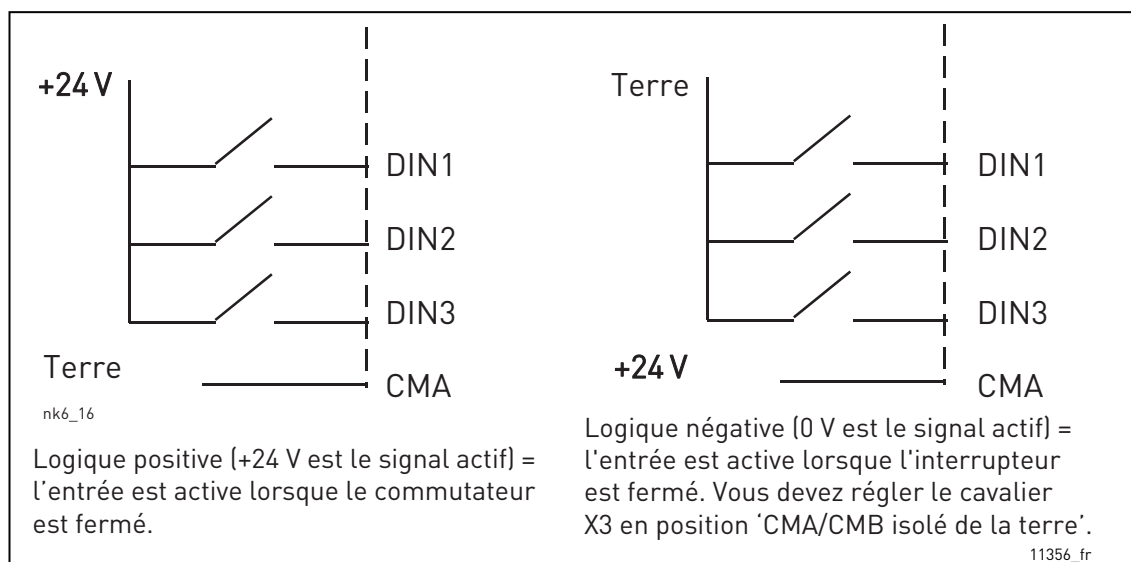 +24 V
DIN1
DIN2
DIN3
Terre
CMA
nk6_16
Logique positive (+24 V est le signal actif) =
l’entrée est active lorsque le commutateur
est fermé.
Terre
DIN1
DIN2
DIN3
+24 V
CMA
Logique négative (0 V est le signal actif) =
l'entrée est active lorsque l'interrupteur
est fermé. Vous devez régler le cavalier
X3 en position ‘CMA/CMB isolé de la terre’.
11356_fr